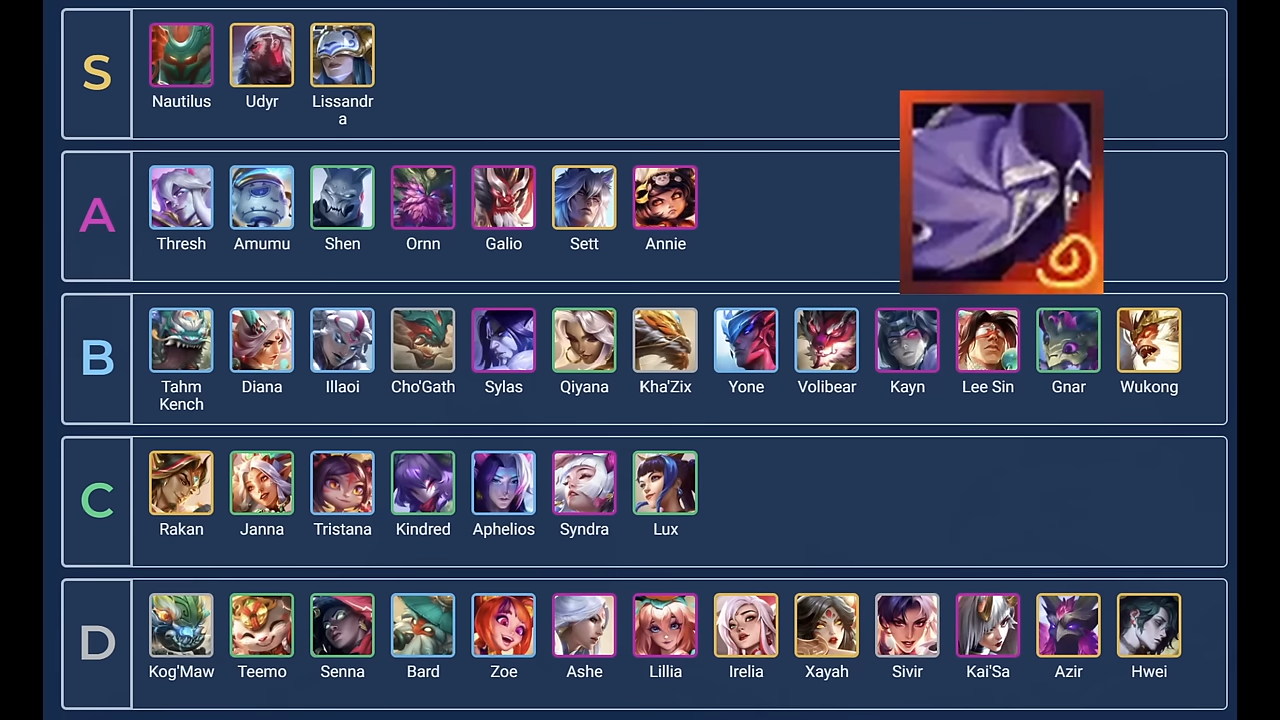 S
Nautilus
Udyr
Lissandr
a
A
Thresh
Amumu
Shen
Ornn
Galio
Sett
Annie
B
Tahm
Kench
Diana
Illaoi
Cho'Gath
Sylas
Qiyana
Kha'Zix
Yone
Volibear
Kayn
Lee Sin
Gnar
Wukong
C
Rakan
Janna
Tristana
Kindred
Aphelios
Syndra
Lux
D
Kog'Maw
Teemo
Senna
Bard
Zoe
Ashe
Lillia
Irelia
Xayah
Sivir
Kai'Sa
Azir
Hwei